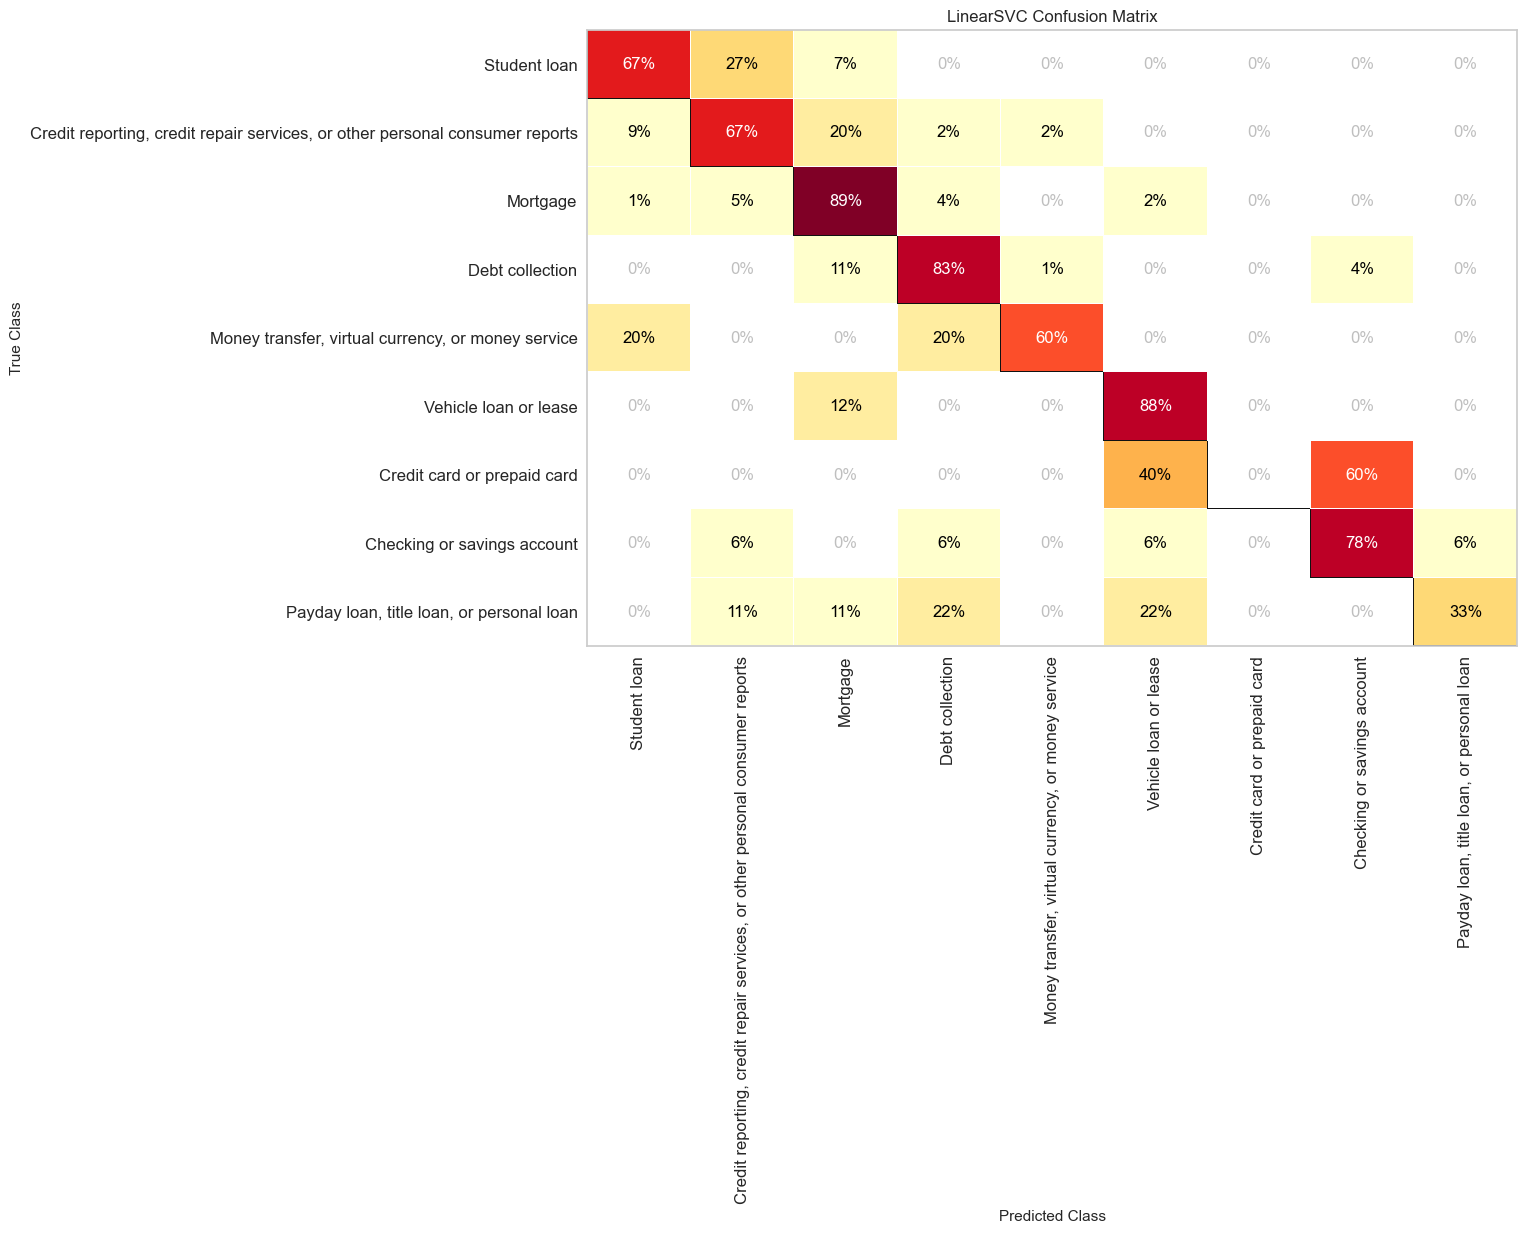 LinearSVC Confusion Matrix
True Class
Student loan 67% 27% 7% 0% 0% 0% 0% 0% 0%
Credit reporting, credit repair services, or other personal consumer reports 9% 67% 20% 2% 2% 0% 0% 0% 0%
Mortgage 1% 5% 89% 4% 0% 2% 0% 0% 0%
Debt collection 0% 0% 11% 83% 1% 0% 0% 4% 0%
Money transfer, virtual currency, or money service 20% 0% 0% 20% 60% 0% 0% 0% 0%
Vehicle loan or lease 0% 0% 12% 0% 0% 88% 0% 0% 0%
Credit card or prepaid card 0% 0% 0% 0% 0% 40% 0% 60% 0%
Checking or savings account 0% 6% 0% 6% 0% 6% 0% 78% 6%
Payday loan, title loan, or personal loan 0% 11% 11% 22% 0% 22% 0% 0% 33%
Student loan
Credit reporting, credit repair services, or other personal consumer reports
Mortgage
Debt collection
Money transfer, virtual currency, or money service
Vehicle loan or lease
Credit card or prepaid card
Checking or savings account
Payday loan, title loan, or personal loan
Predicted Class